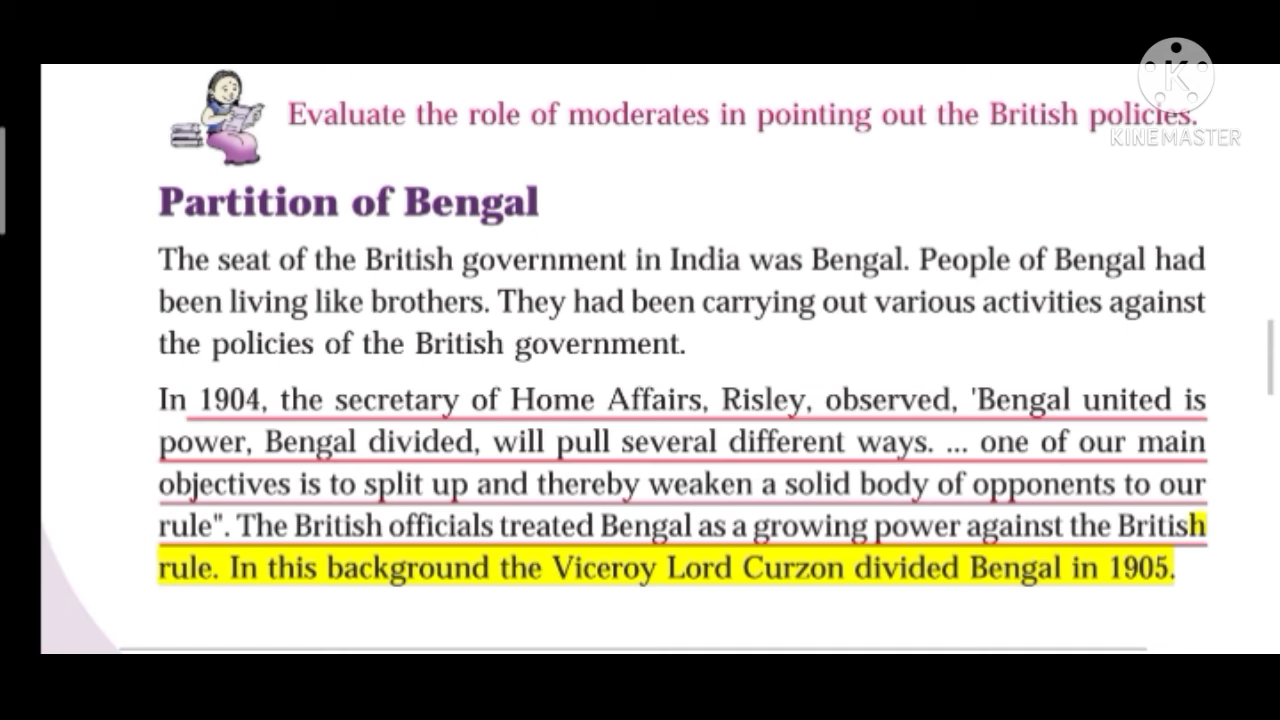 Evaluate the role of moderates in pointing out the British policies.
KINEMASTER
Partition of Bengal
The seat of the British government in India was Bengal. People of Bengal had
been living like brothers. They had been carrying out various activities against
the policies of the British government.
In 1904, the secretary of Home Affairs, Risley, observed, 'Bengal united is
power, Bengal divided, will pull several different ways. ... one of our main
objectives is to split up and thereby weaken a solid body of opponents to our
rule". The British officials treated Bengal as a growing power against the British
rule. In this background the Viceroy Lord Curzon divided Bengal in 1905.